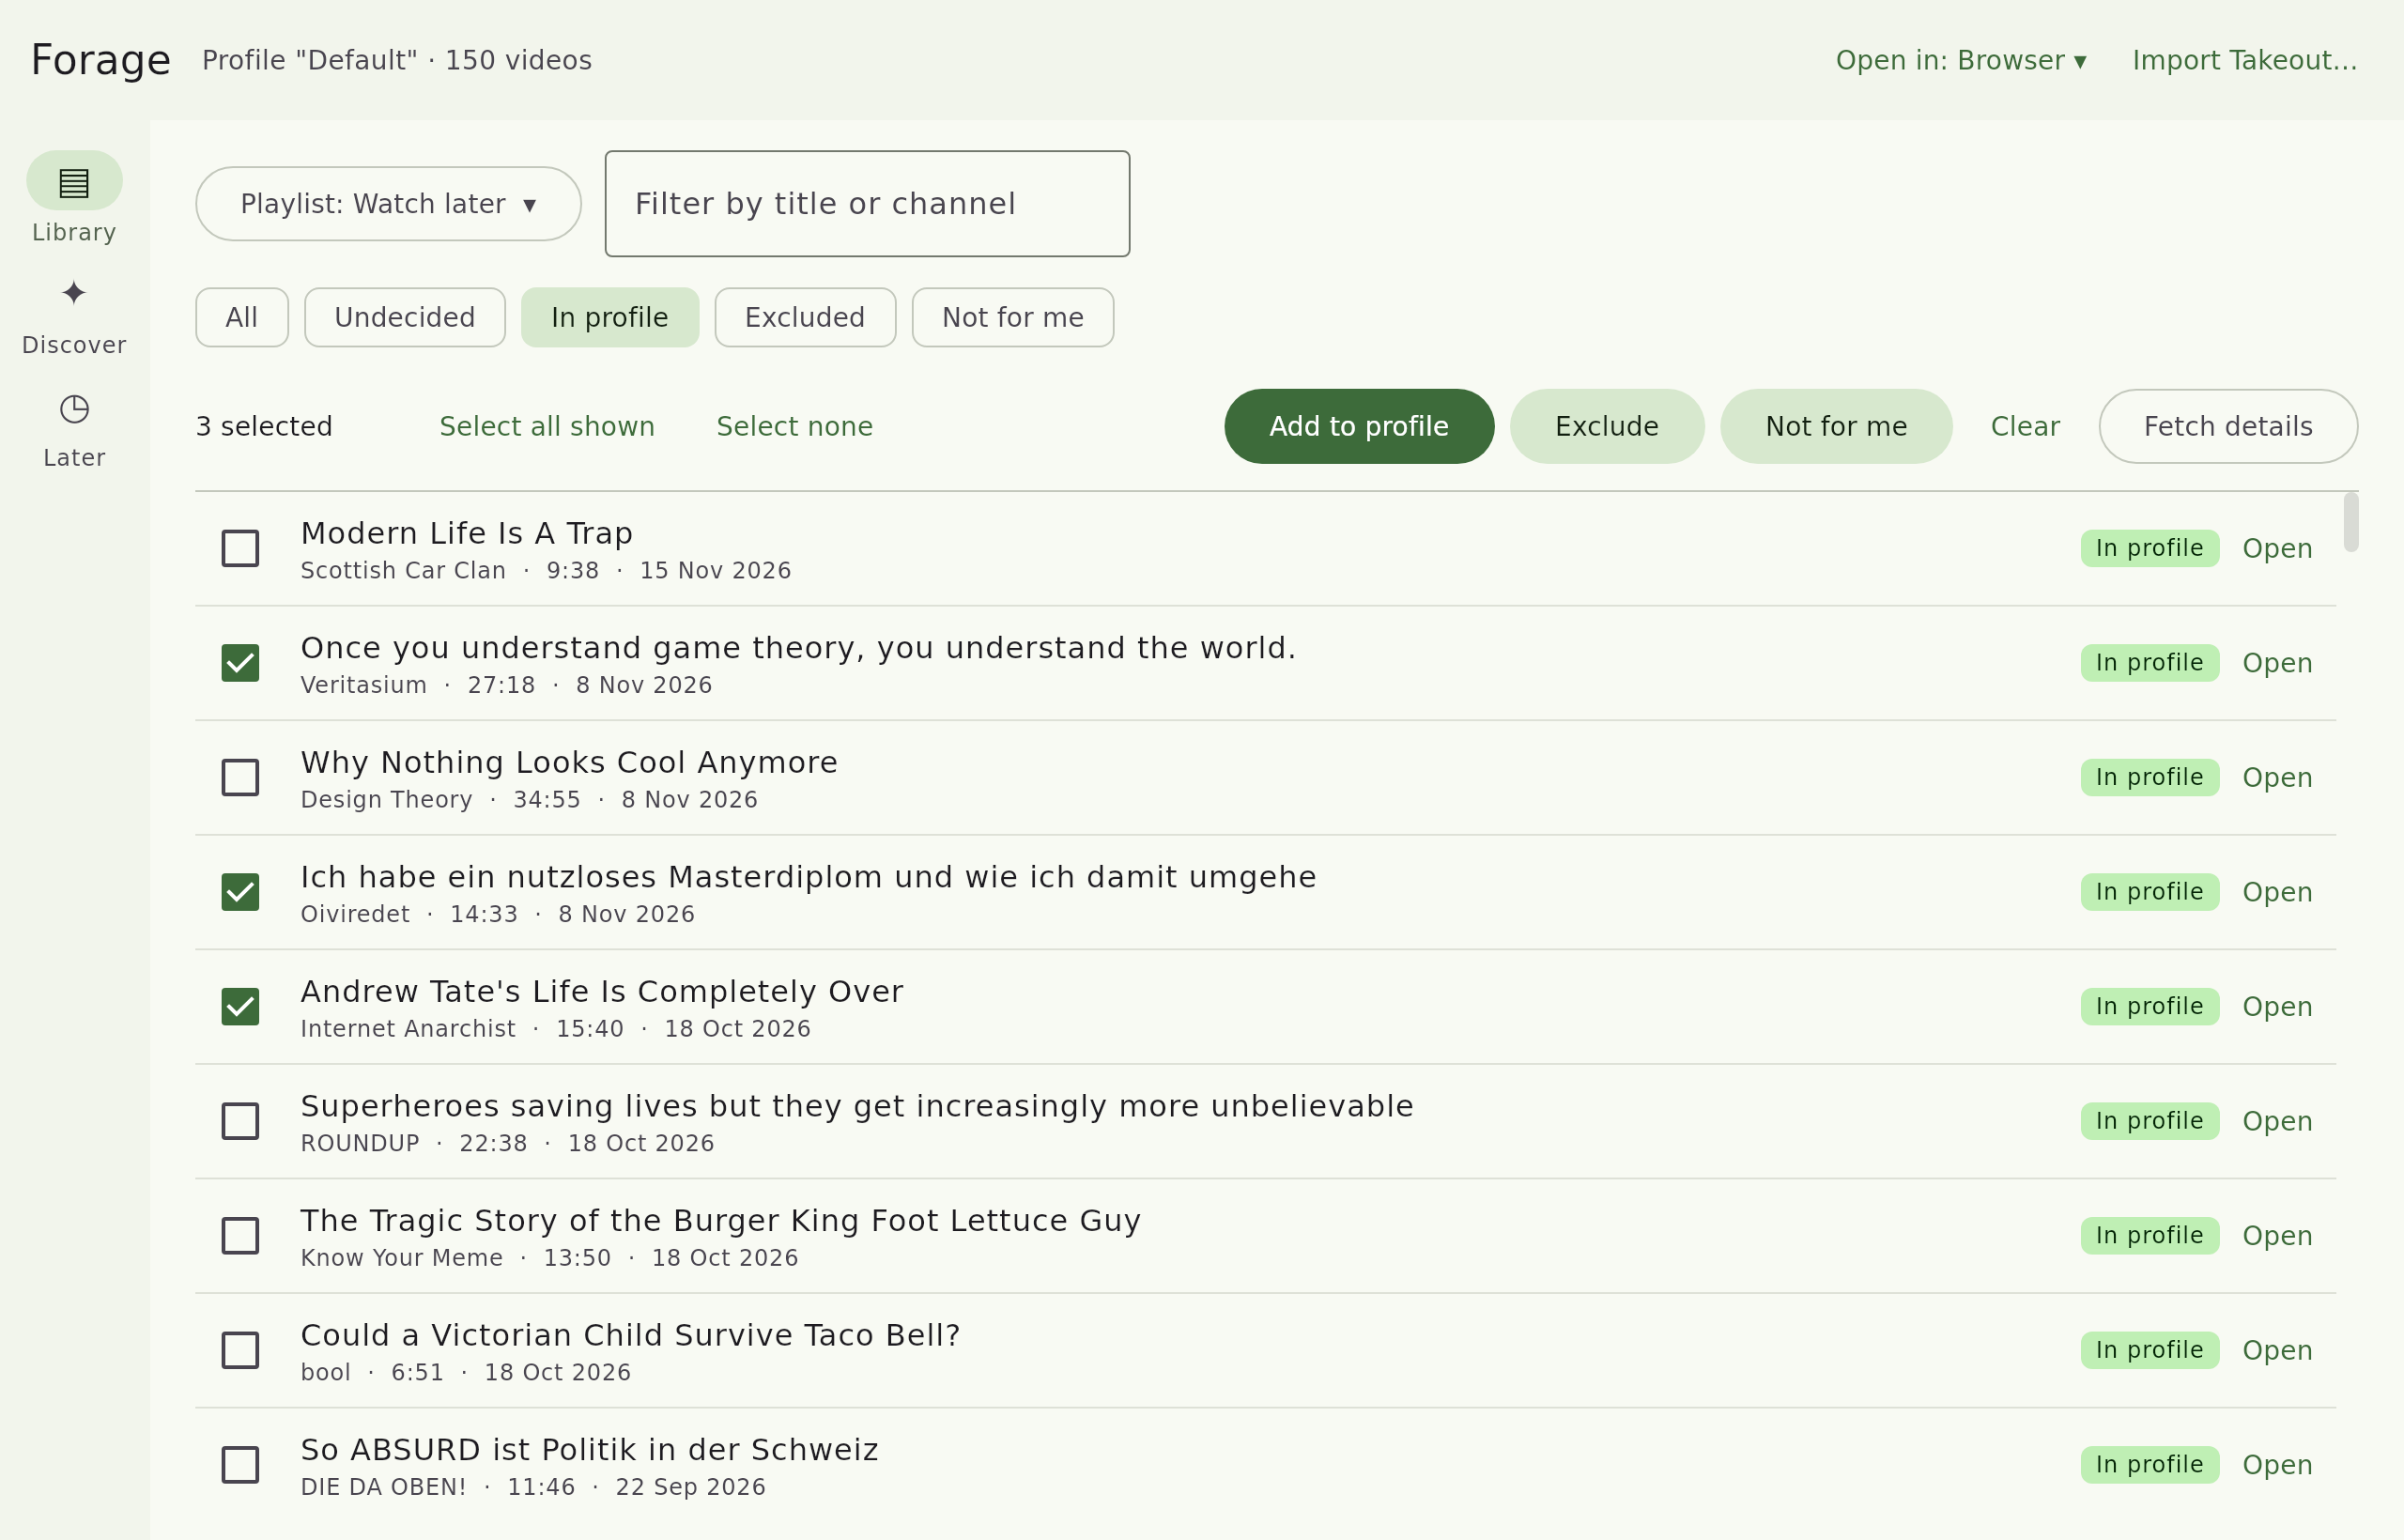 Forage Profile "Default" · 150 videos Open in: Browser ▾ Import Takeout...
Library
Discover
Later
Playlist: Watch later ▾ Filter by title or channel
All Undecided In profile Excluded Not for me
3 selected Select all shown Select none Add to profile Exclude Not for me Clear Fetch details
Modern Life Is A Trap
Scottish Car Clan · 9:38 · 15 Nov 2026
In profile Open
Once you understand game theory, you understand the world.
Veritasium · 27:18 · 8 Nov 2026
In profile Open
Why Nothing Looks Cool Anymore
Design Theory · 34:55 · 8 Nov 2026
In profile Open
Ich habe ein nutzloses Masterdiplom und wie ich damit umgehe
Oiviredet · 14:33 · 8 Nov 2026
In profile Open
Andrew Tate's Life Is Completely Over
Internet Anarchist · 15:40 · 18 Oct 2026
In profile Open
Superheroes saving lives but they get increasingly more unbelievable
ROUNDUP · 22:38 · 18 Oct 2026
In profile Open
The Tragic Story of the Burger King Foot Lettuce Guy
Know Your Meme · 13:50 · 18 Oct 2026
In profile Open
Could a Victorian Child Survive Taco Bell?
bool · 6:51 · 18 Oct 2026
In profile Open
So ABSURD ist Politik in der Schweiz
DIE DA OBEN! · 11:46 · 22 Sep 2026
In profile Open